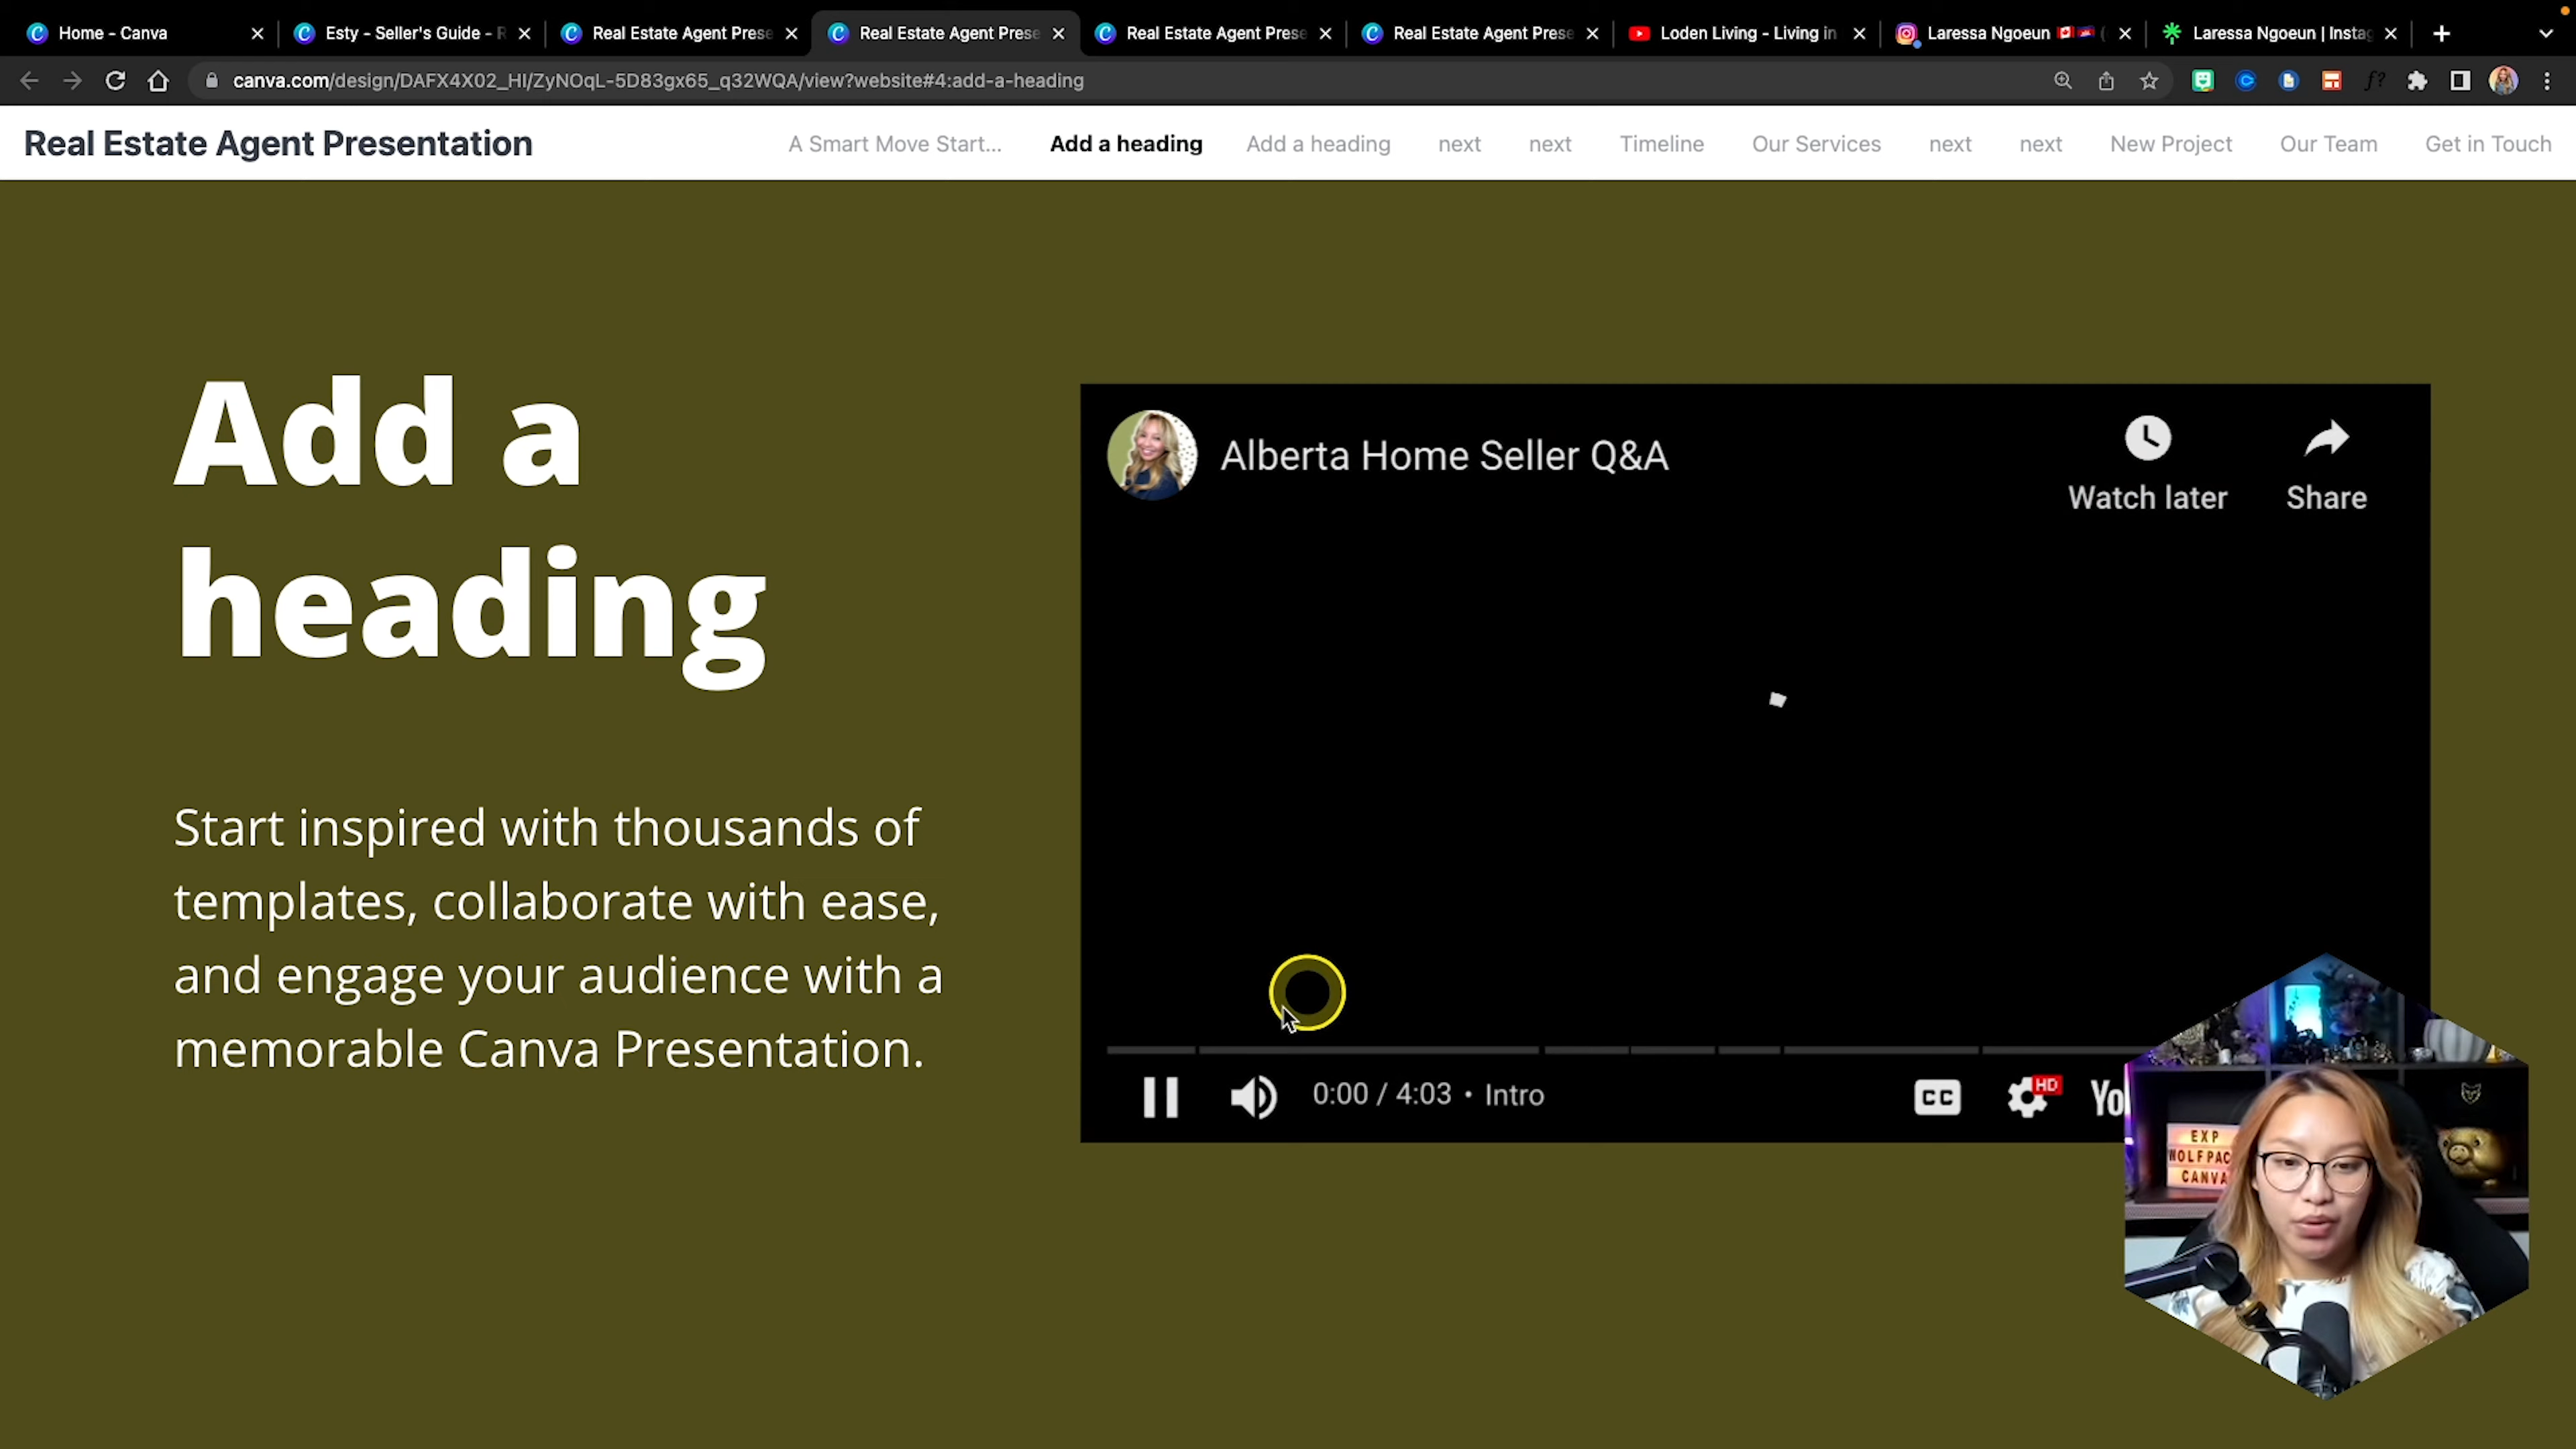 Home - Canva
Esty - Seller's Guide - R
Real Estate Agent Prese
Real Estate Agent Prese
Real Estate Agent Prese
Real Estate Agent Prese
Loden Living - Living in
Laressa Ngoeun 🇨🇦🇰🇭 (
Laressa Ngoeun | Insta
canva.com/design/DAFX4X02_HI/ZyNOqL-5D83gx65_q32WQA/view?website#4:add-a-heading
Real Estate Agent Presentation
A Smart Move Start...
Add a heading
Add a heading
next
next
Timeline
Our Services
next
next
New Project
Our Team
Get in Touch
Add a
heading
Start inspired with thousands of
templates, collaborate with ease,
and engage your audience with a
memorable Canva Presentation.
Alberta Home Seller Q&A
Watch later
Share
0:00 / 4:03 • Intro
CC
HD
You
EXP
WOLFPAC
CANVA